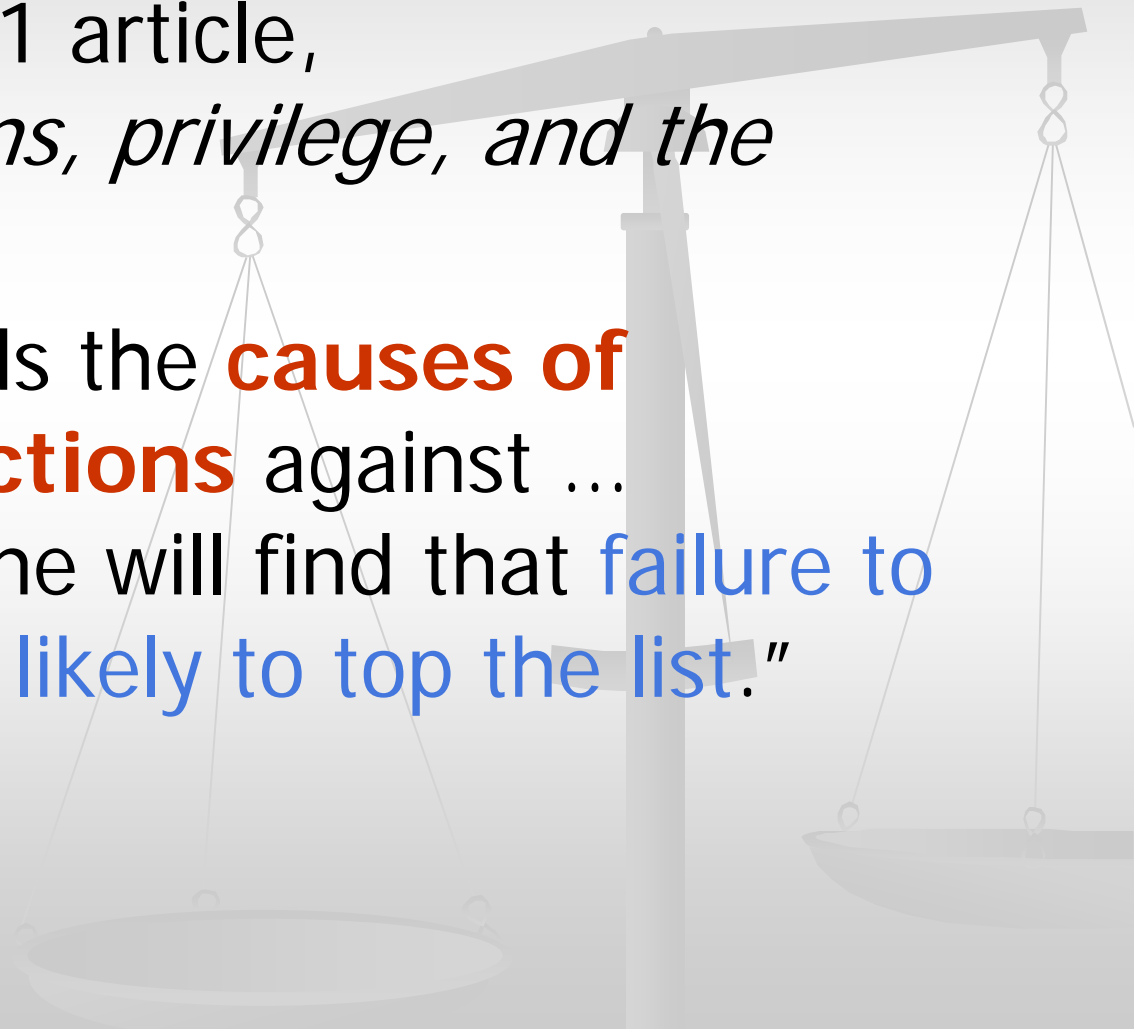 1 article,
ns, privilege, and the
ls the causes of
ctions against ...
ne will find that failure to
likely to top the list."